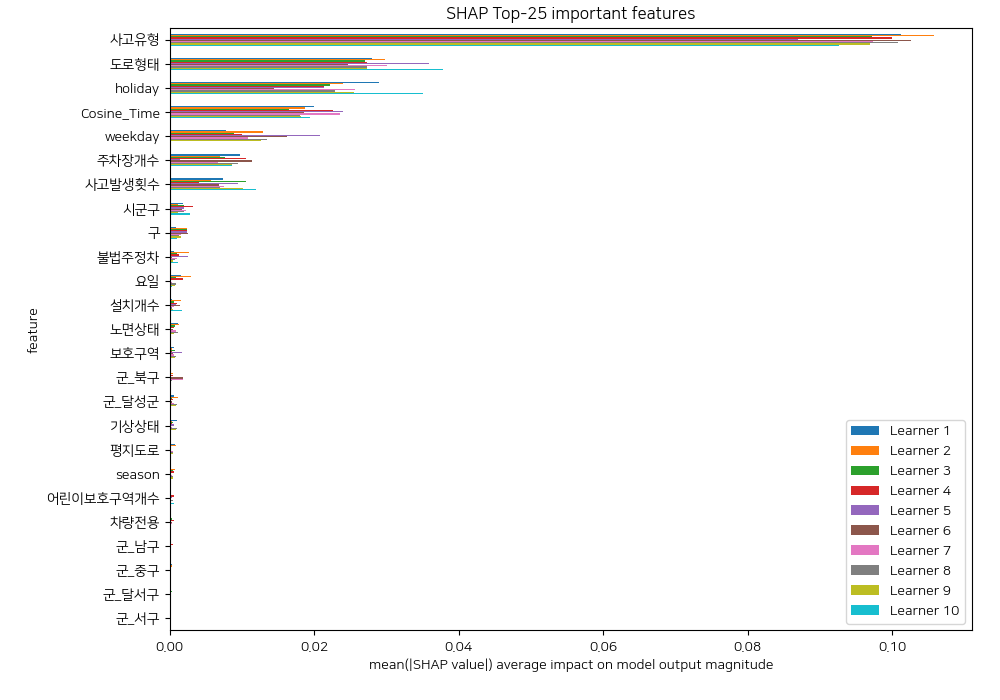 SHAP Top-25 important features
사고유형
도로형태
holiday
Cosine_Time
weekday
주차장개수
사고발생횟수
시군구
구
불법주정차
요일
설치개수
노면상태
보호구역
군_북구
군_달성군
기상상태
평지도로
season
어린이보호구역개수
차량전용
군_남구
군_중구
군_달서구
군_서구
feature
Learner 1
Learner 2
Learner 3
Learner 4
Learner 5
Learner 6
Learner 7
Learner 8
Learner 9
Learner 10
0.00 0.02 0.04 0.06 0.08 0.10
mean(|SHAP value|) average impact on model output magnitude